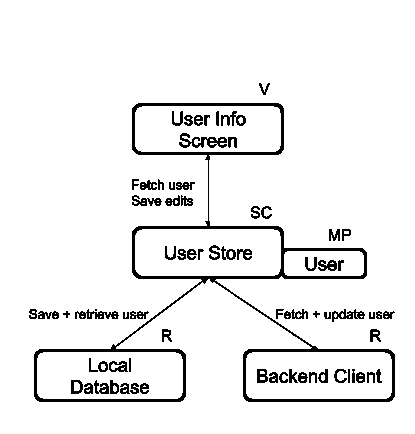 V
User Info
Screen
Fetch user
Save edits
SC
User Store
MP
User
Save + retrieve user
Fetch + update user
R
R
Local
Database
Backend Client